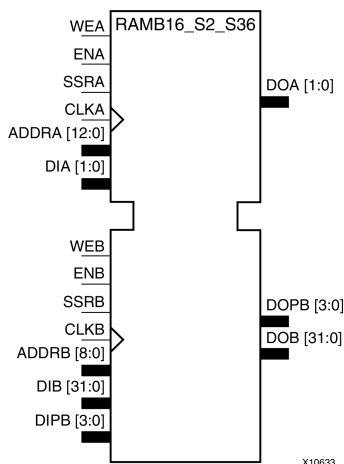 RAMB16_S2_S36
WEA
ENA
SSRA
CLKA
ADDRA [12:0]
DIA [1:0]
DOA [1:0]
WEB
ENB
SSRB
CLKB
ADDRB [8:0]
DIB [31:0]
DIPB [3:0]
DOPB [3:0]
DOB [31:0]
X10633